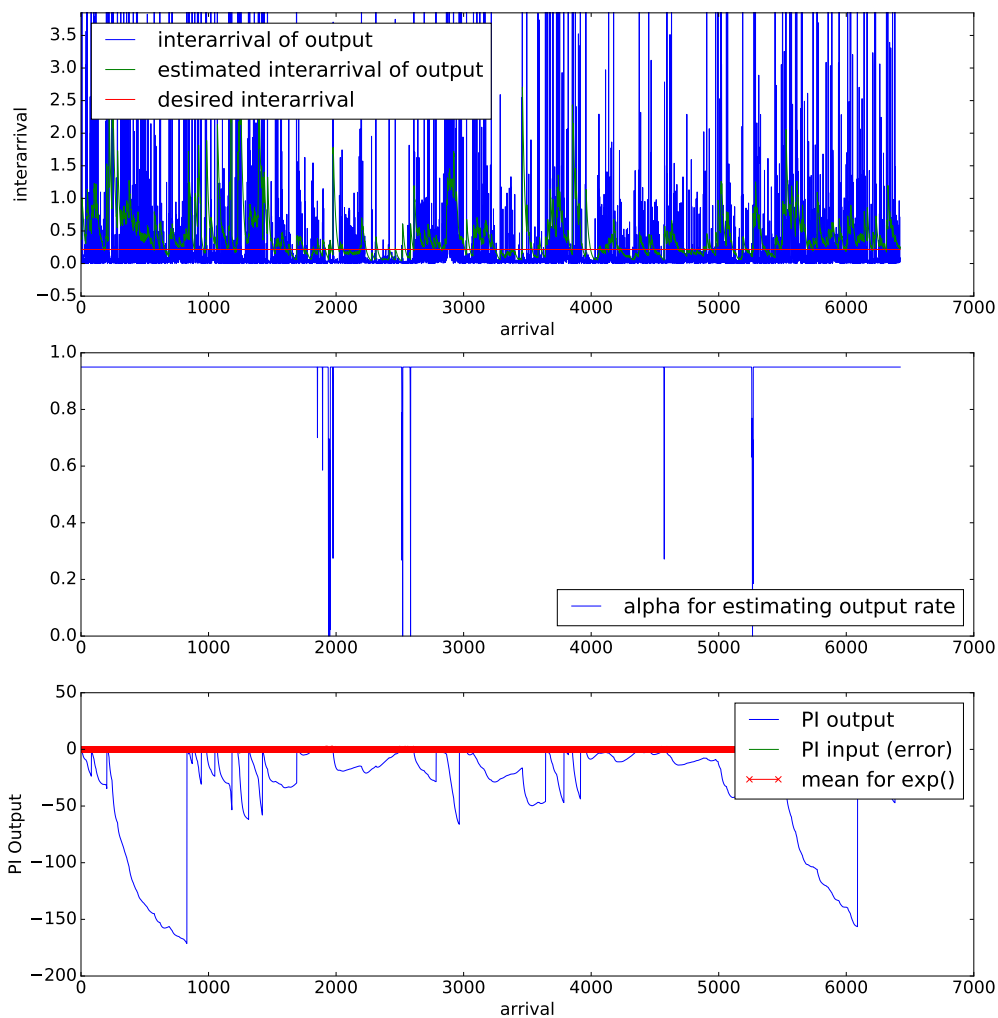 3.5
3.0
2.5
2.0
1.5
1.0
0.5
0.0
−0.5
interarrival
interarrival of output
estimated interarrival of output
desired interarrival
0 1000 2000 3000 4000 5000 6000 7000
arrival
1.0
0.8
0.6
0.4
0.2
0.0
alpha for estimating output rate
0 1000 2000 3000 4000 5000 6000 7000
50
0
−50
−100
−150
−200
PI Output
PI output
PI input (error)
mean for exp()
0 1000 2000 3000 4000 5000 6000 7000
arrival